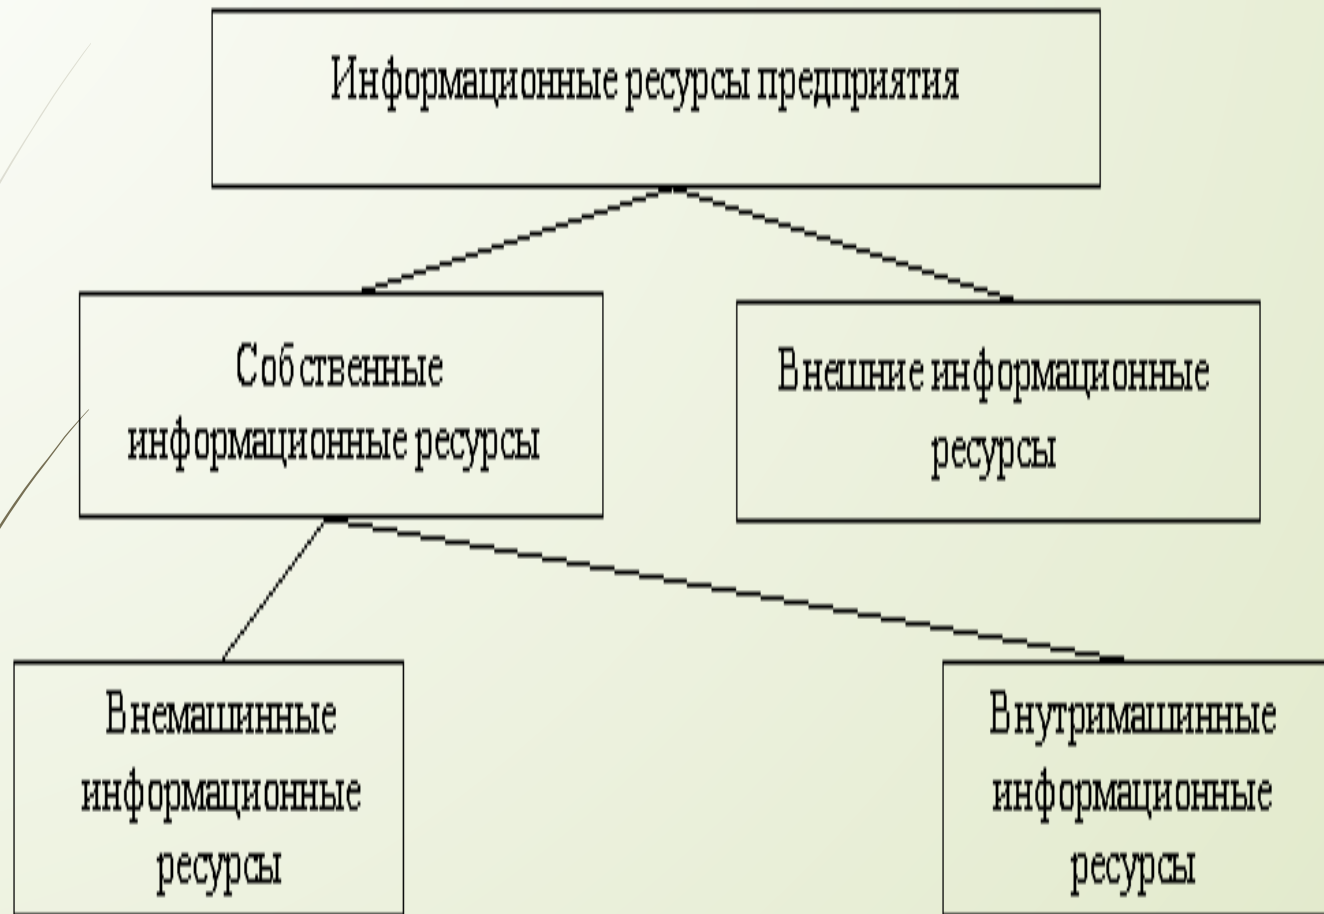 Информационные ресурсы предприятия
Собственные
информационные ресурсы
Внешние информационные
ресурсы
Внемашинные
информационные
ресурсы
Внутримашинные
информационные
ресурсы